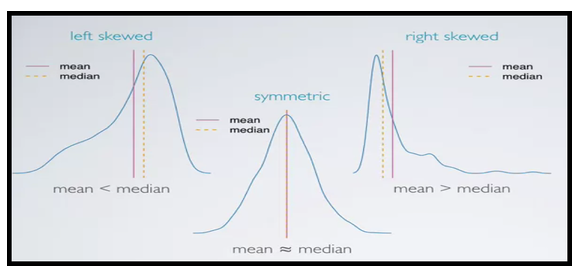 left skewed
mean
median
mean < median
symmetric
mean
median
mean ≈ median
right skewed
mean
median
mean > median